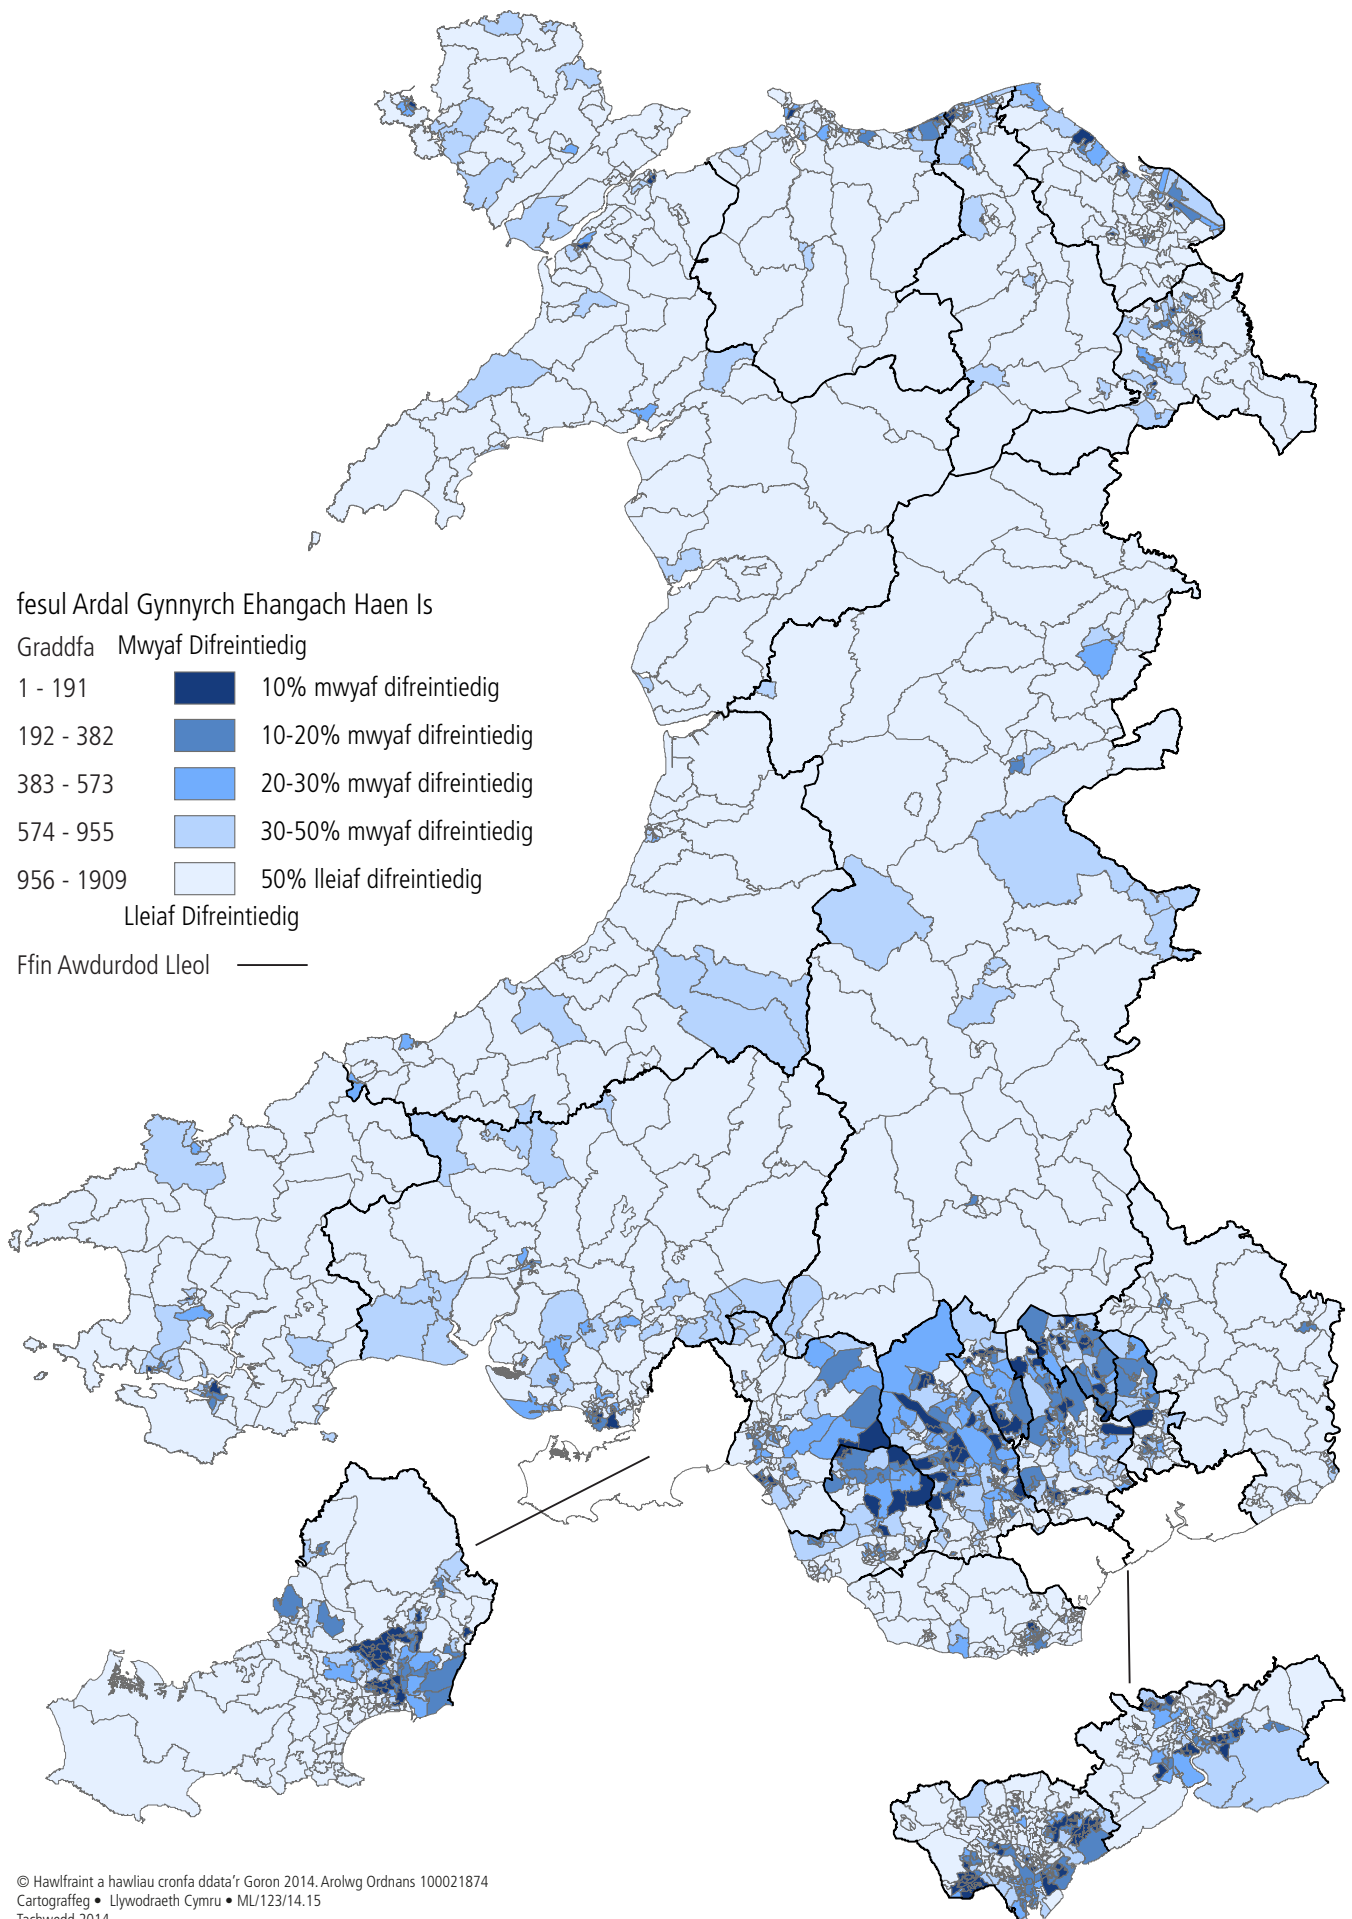 fesul Ardal Gynnyrch Ehangach Haen Is
Graddfa Mwyaf Difreintiedig
1 - 191 10% mwyaf difreintiedig
192 - 382 10-20% mwyaf difreintiedig
383 - 573 20-30% mwyaf difreintiedig
574 - 955 30-50% mwyaf difreintiedig
956 - 1909 50% lleiaf difreintiedig
Lleiaf Difreintiedig
Ffin Awdurdod Lleol
© Hawlfraint a hawliau cronfa ddata'r Goron 2014. Arolwg Ordnans 100021874
Cartograffeg • Llywodraeth Cymru • ML/123/14.15
Tachwedd 2014